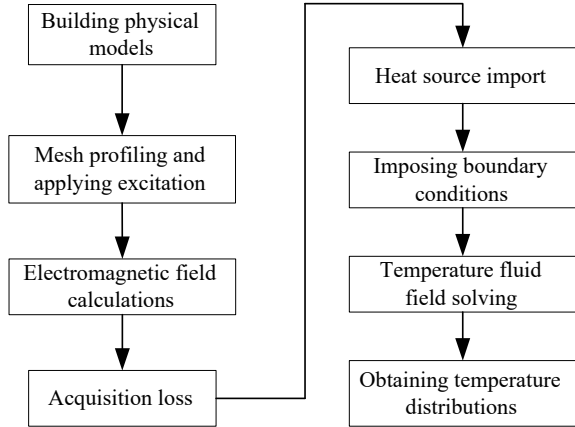 Building physical
models
Mesh profiling and
applying excitation
Electromagnetic field
calculations
Acquisition loss
Heat source import
Imposing boundary
conditions
Temperature fluid
field solving
Obtaining temperature
distributions